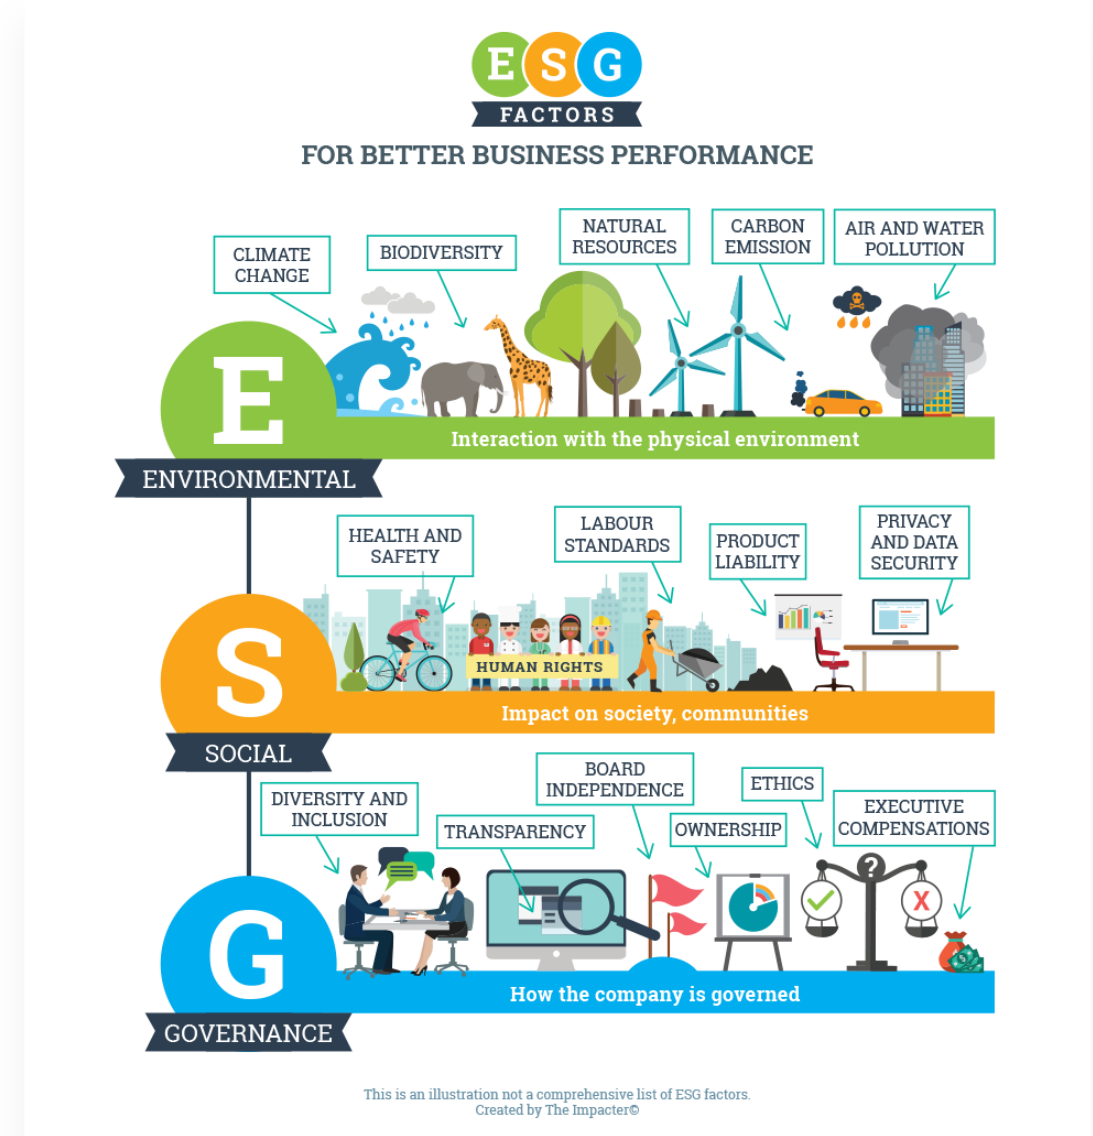 E S G
FACTORS
FOR BETTER BUSINESS PERFORMANCE
CLIMATE
CHANGE
BIODIVERSITY
NATURAL
RESOURCES
CARBON
EMISSION
AIR AND WATER
POLLUTION
E
Interaction with the physical environment
ENVIRONMENTAL
HEALTH AND
SAFETY
LABOUR
STANDARDS
PRODUCT
LIABILITY
PRIVACY
AND DATA
SECURITY
HUMAN RIGHTS
S
Impact on society, communities
SOCIAL
DIVERSITY AND
INCLUSION
TRANSPARENCY
BOARD
INDEPENDENCE
OWNERSHIP
ETHICS
EXECUTIVE
COMPENSATIONS
?
X
G
How the company is governed
GOVERNANCE
This is an illustration not a comprehensive list of ESG factors.
Created by The Impacter©